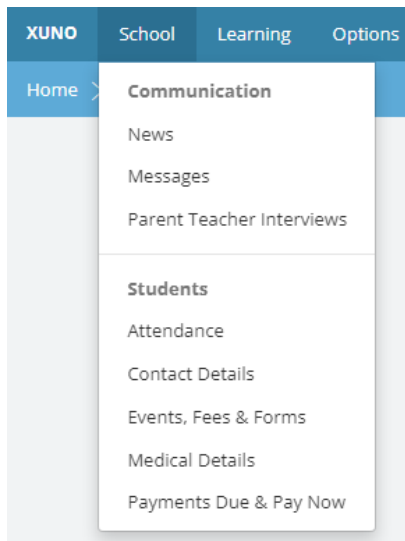 XUNO School Learning Options
Home
Communication
News
Messages
Parent Teacher Interviews
Students
Attendance
Contact Details
Events, Fees & Forms
Medical Details
Payments Due & Pay Now